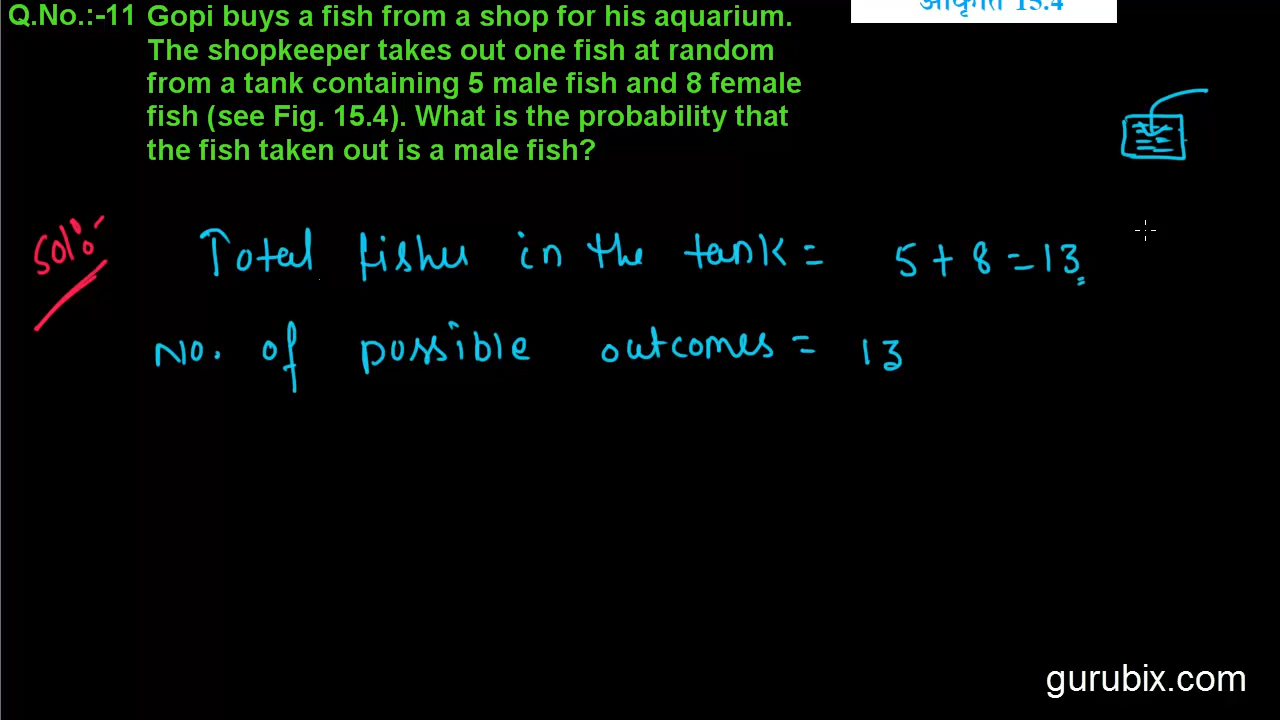 आकृति 15.4
Q.No.:-11 Gopi buys a fish from a shop for his aquarium.
The shopkeeper takes out one fish at random
from a tank containing 5 male fish and 8 female
fish (see Fig. 15.4). What is the probability that
the fish taken out is a male fish?
Sol%:-
Total fishes in the tank = 5 + 8 = 13
No. of possible outcomes = 13
gurubix.com